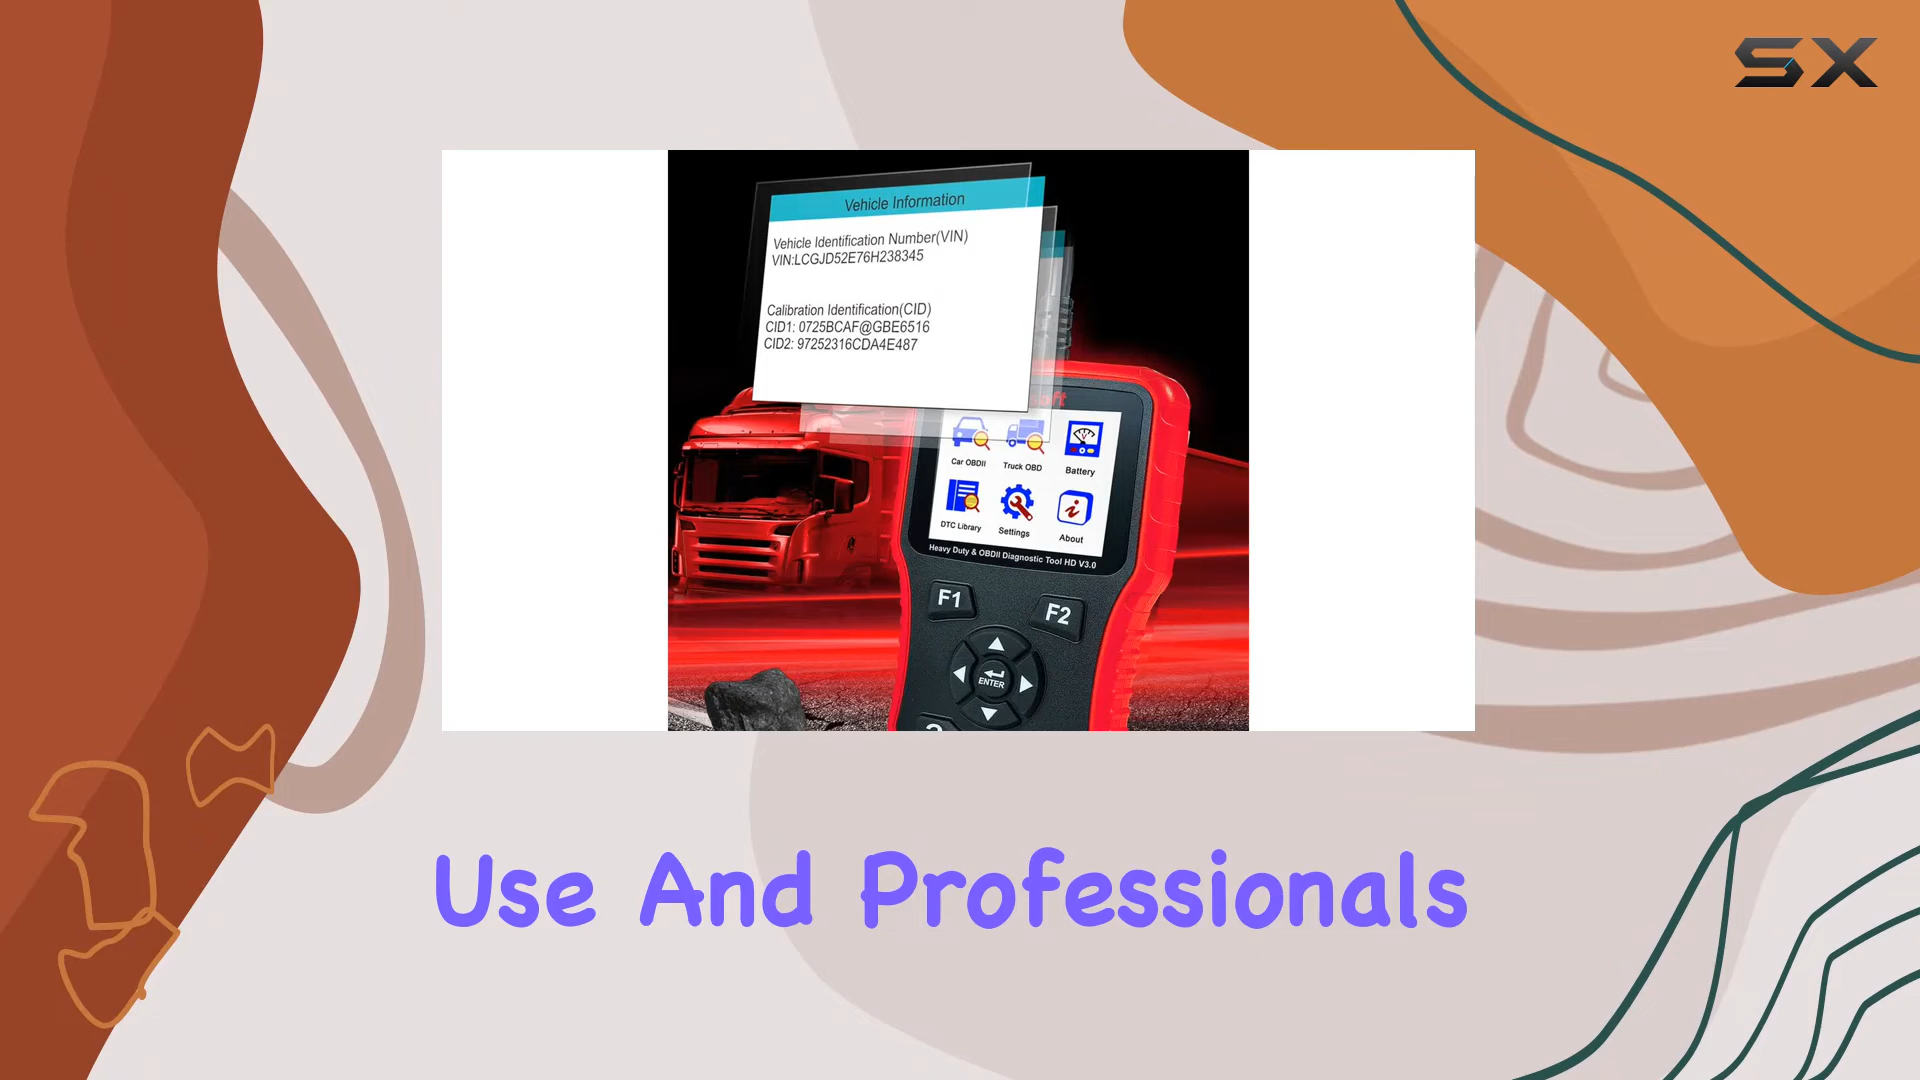 SX
Vehicle Information
Vehicle Identification Number(VIN)
VIN:LCGJD52E76H238345
Calibration Identification(CID)
CID1: 0725BCAF@GBE6516
CID2: 97252316CDA4E487
Car OBDII
Truck OBD
Battery
DTC Library
Settings
About
Heavy Duty & OBDII Diagnostic Tool HD V3.0
F1
F2
ENTER
Use And Professionals